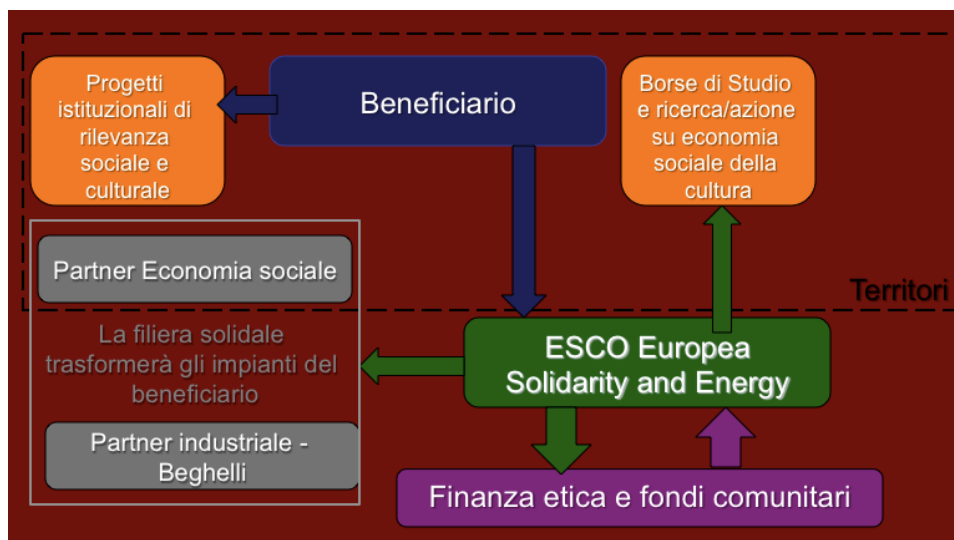 Progetti
istituzionali di
rilevanza
sociale e
culturale
Beneficiario
Borse di Studio
e ricerca/azione
su economia
sociale della
cultura
Partner Economia sociale
Territori
La filiera solidale
trasformerà gli impianti del
beneficiario
ESCO Europea
Solidarity and Energy
Partner industriale -
Beghelli
Finanza etica e fondi comunitari